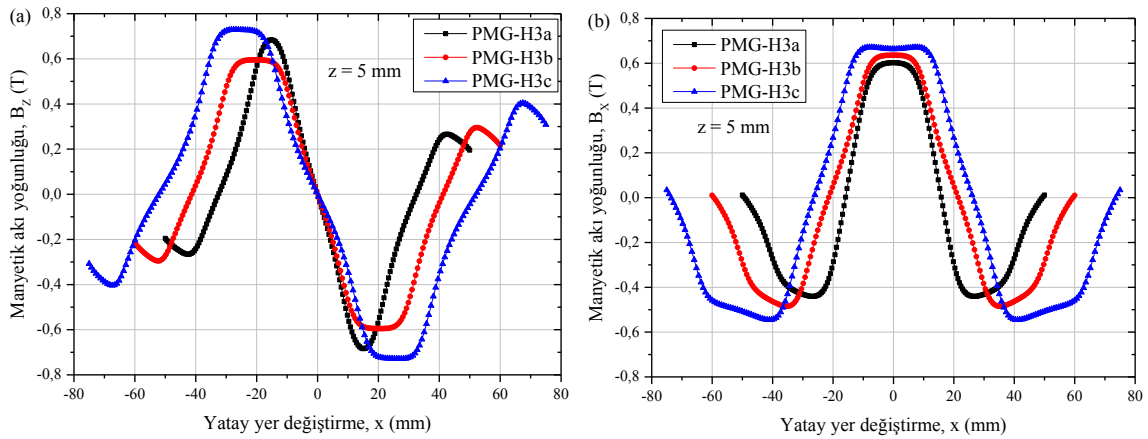 (a)
0,8
0,6
0,4
0,2
0,0
-0,2
-0,4
-0,6
-0,8
Manyetik akı yoğunluğu, B_Z (T)
PMG-H3a
PMG-H3b
PMG-H3c
z = 5 mm
-80 -60 -40 -20 0 20 40 60 80
Yatay yer değiştirme, x (mm)
(b)
0,8
0,6
0,4
0,2
0,0
-0,2
-0,4
-0,6
0,8
Manyetik akı yoğunluğu, B_X (T)
PMG-H3a
PMG-H3b
PMG-H3c
z = 5 mm
-80 -60 -40 -20 0 20 40 60 80
Yatay yer değiştirme, x (mm)